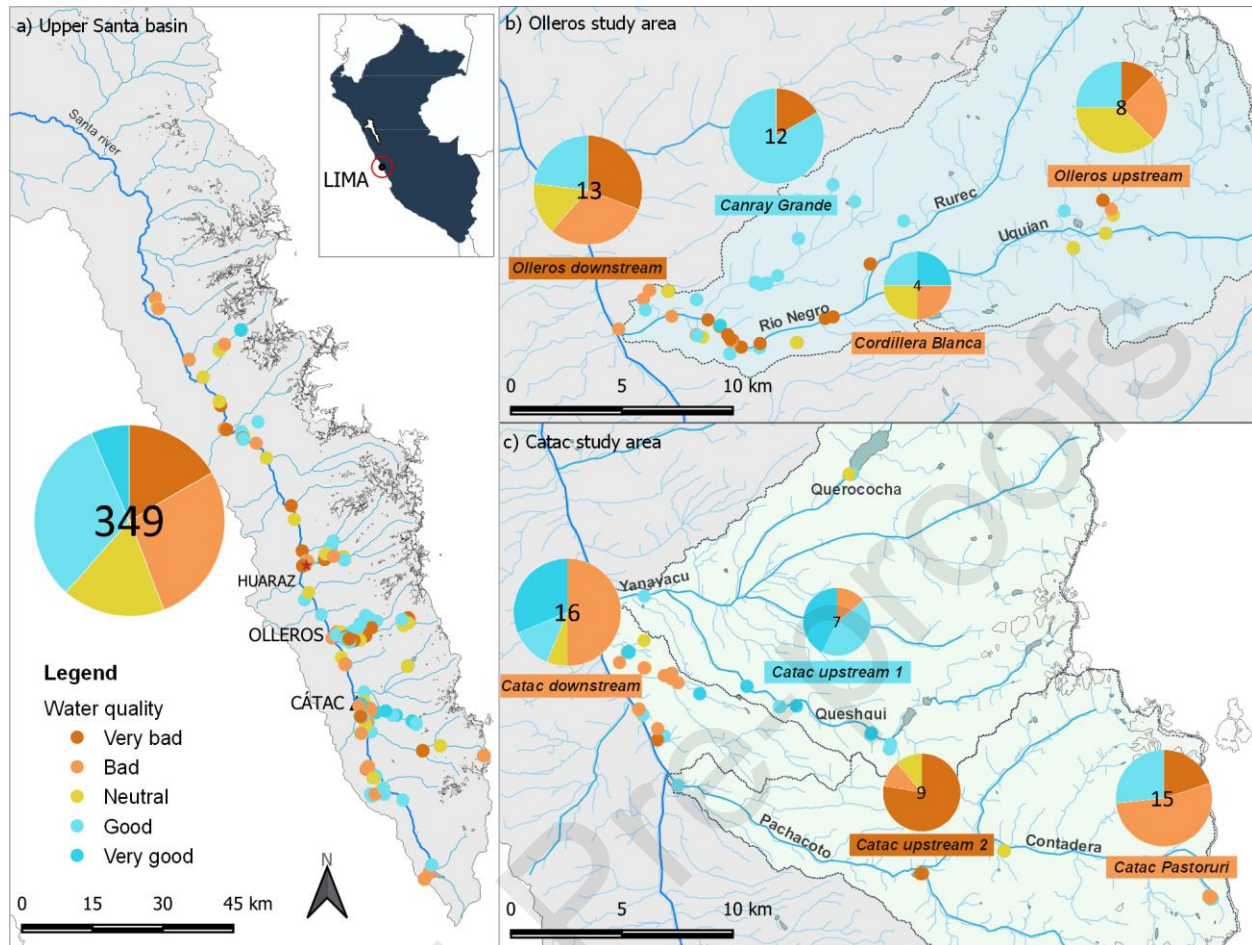 a) Upper Santa basin
Santa river
LIMA
349
HUARAZ
OLLEROS
CÁTAC
Legend
Water quality
Very bad
Bad
Neutral
Good
Very good
N
0 15 30 45 km
b) Olleros study area
13
Olleros downstream
12
Canray Grande
8
Olleros upstream
Rurec
Uquian
4
Cordillera Blanca
Rio Negro
0 5 10 km
c) Catac study area
Querococha
Yanayacu
16
Catac downstream
7
Catac upstream 1
Queshqui
9
Catac upstream 2
Pachacoto
Contadera
15
Catac Pastoruri
0 5 10 km
Pre-proofs